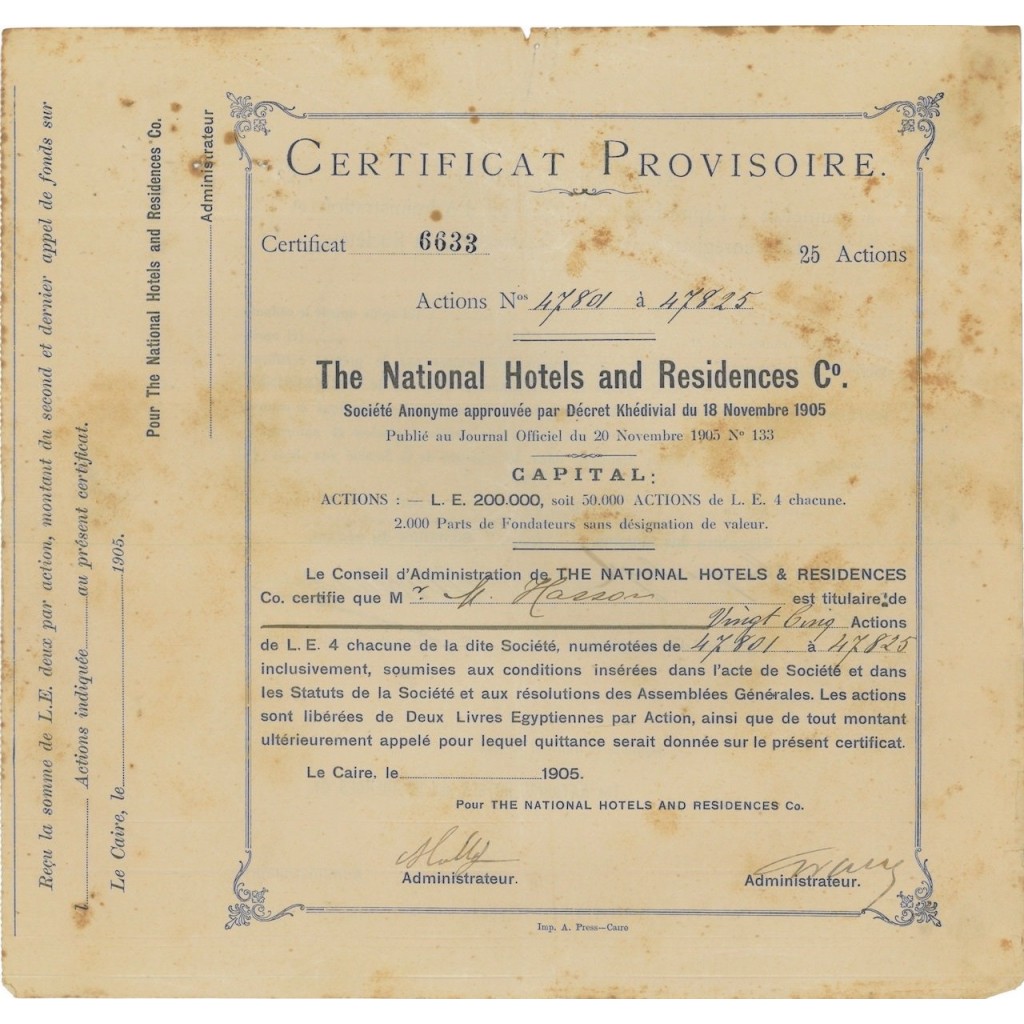 Reçu la somme de L.E. deux par action, montant du second et dernier appel de fonds sur
l Actions indiquée au présent certificat.
Le Caire, le 1905.
Pour The National Hotels and Residences Co.
Administrateur
CERTIFICAT PROVISOIRE.
Certificat 6633
25 Actions
Actions Nos 47801 à 47825
The National Hotels and Residences Co.
Société Anonyme approuvée par Décret Khédivial du 18 Novembre 1905
Publié au Journal Officiel du 20 Novembre 1905 No 133
CAPITAL:
ACTIONS : — L. E. 200.000, soit 50.000 ACTIONS de L. E. 4 chacune.
2.000 Parts de Fondateurs sans désignation de valeur.
Le Conseil d'Administration de THE NATIONAL HOTELS & RESIDENCES
Co. certifie que Mr. M. Hasson est titulaire de
Vingt Cinq Actions
de L. E. 4 chacune de la dite Société, numérotées de 47801 à 47825
inclusivement, soumises aux conditions insérées dans l'acte de Société et dans
les Statuts de la Société et aux résolutions des Assemblées Générales. Les actions
sont libérées de Deux Livres Egyptiennes par Action, ainsi que de tout montant
ultérieurement appelé pour lequel quittance serait donnée sur le présent certificat.
Le Caire, le 1905.
Pour THE NATIONAL HOTELS AND RESIDENCES Co.
Administrateur.
Administrateur.
Imp. A. Press—Caire